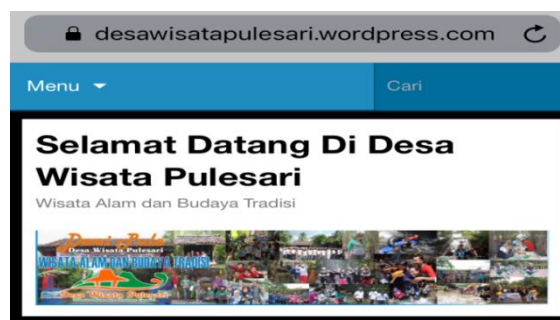 desawisatapulesari.wordpress.com
Menu
Cari
Selamat Datang Di Desa
Wisata Pulesari
Wisata Alam dan Budaya Tradisi
Desa Wisata Pulesari
WISATA ALAM DAN BUDAYA TRADISI
Desa Wisata Pulesari